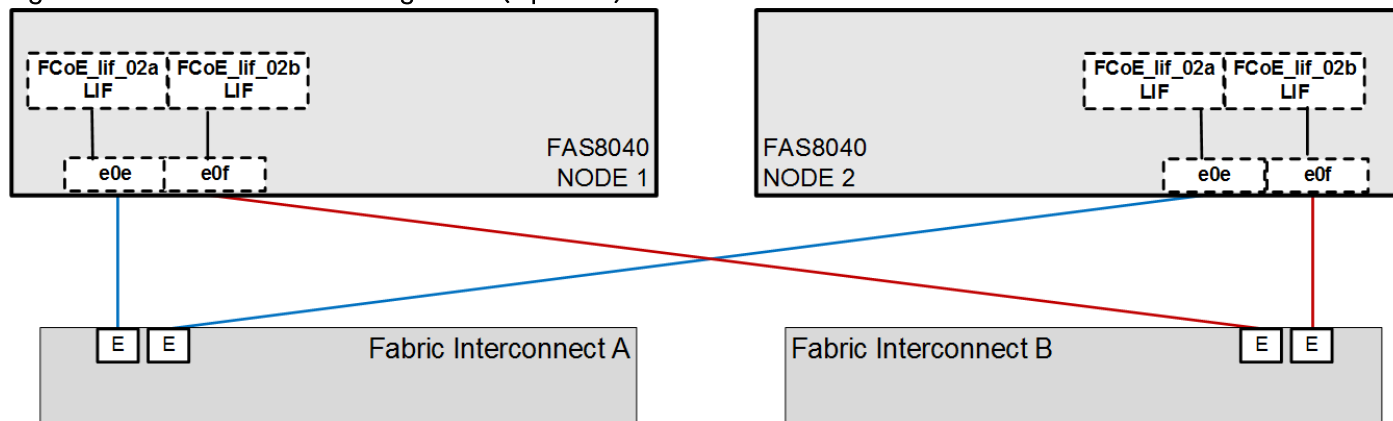 FCoE_lif_02a
LIF
FCoE_lif_02b
LIF
e0e
e0f
FAS8040
NODE 1
FCoE_lif_02a
LIF
FCoE_lif_02b
LIF
FAS8040
NODE 2
e0e
e0f
E
E
Fabric Interconnect A
Fabric Interconnect B
E
E